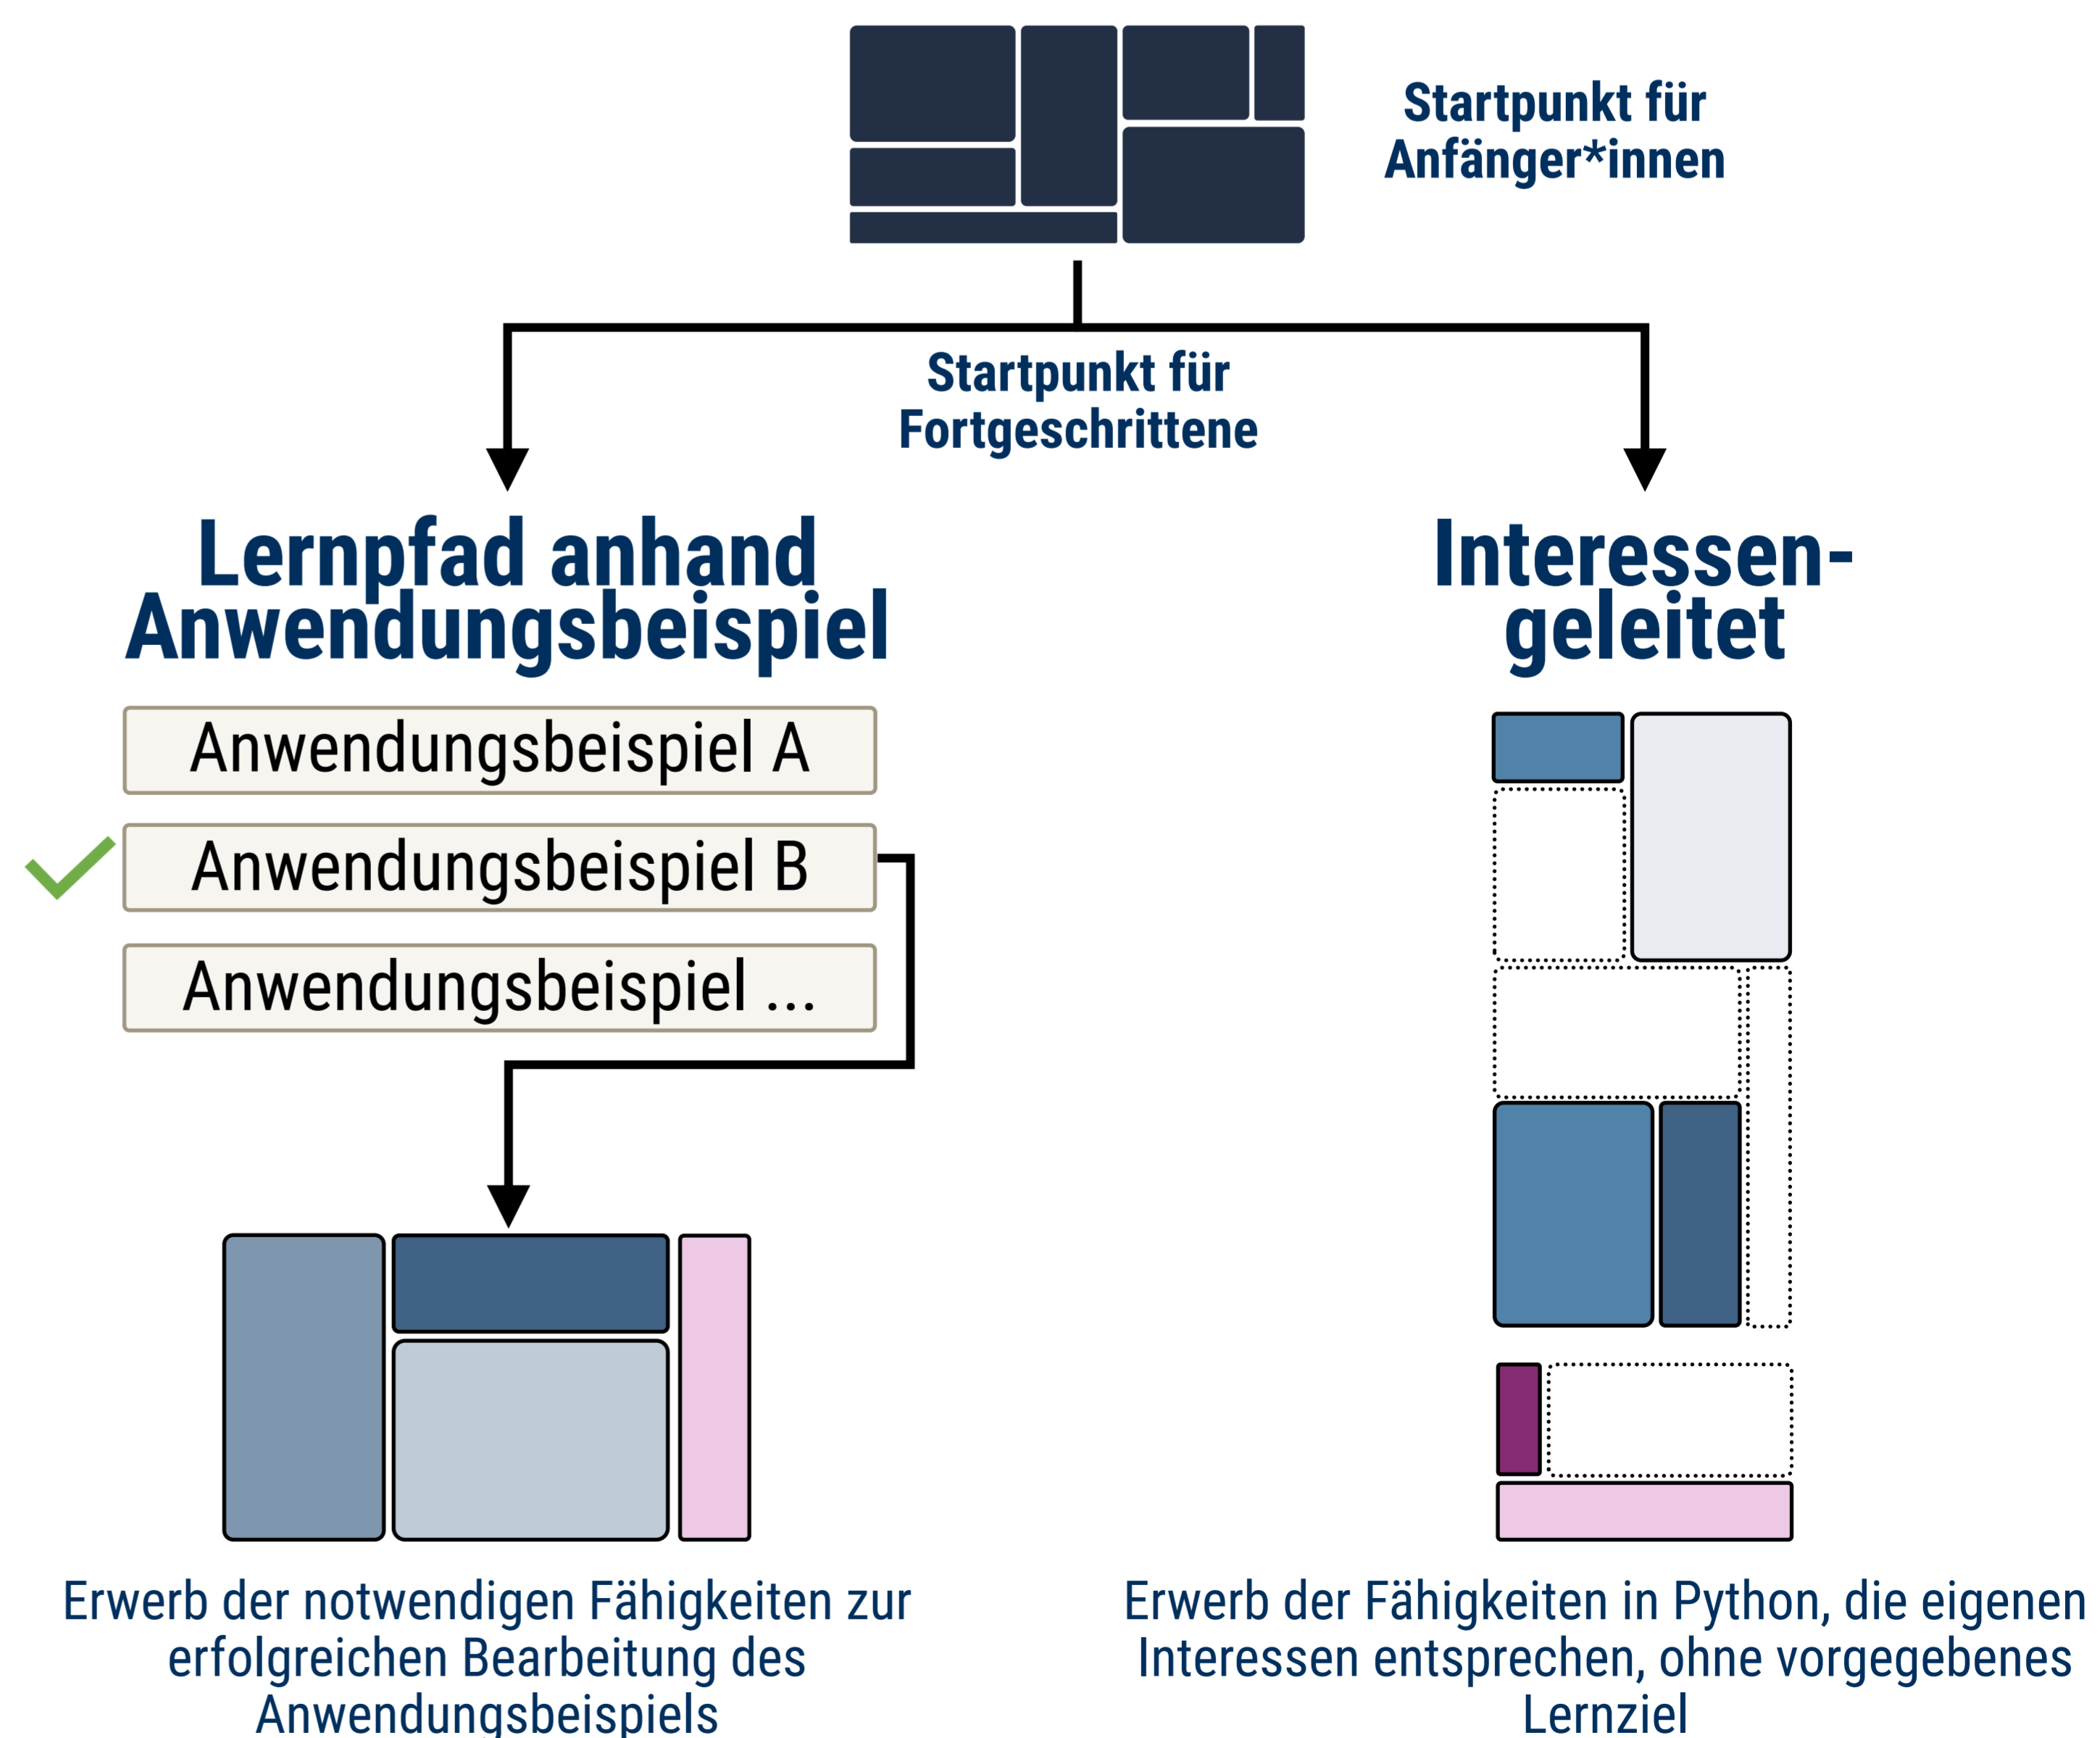 Startpunkt für
Anfänger*innen
Startpunkt für
Fortgeschrittene
Lernpfad anhand
Anwendungsbeispiel
Anwendungsbeispiel A
Anwendungsbeispiel B
Anwendungsbeispiel ...
Erwerb der notwendigen Fähigkeiten zur
erfolgreichen Bearbeitung des
Anwendungsbeispiels
Interessen-
geleitet
Erwerb der Fähigkeiten in Python, die eigenen
Interessen entsprechen, ohne vorgegebenes
Lernziel